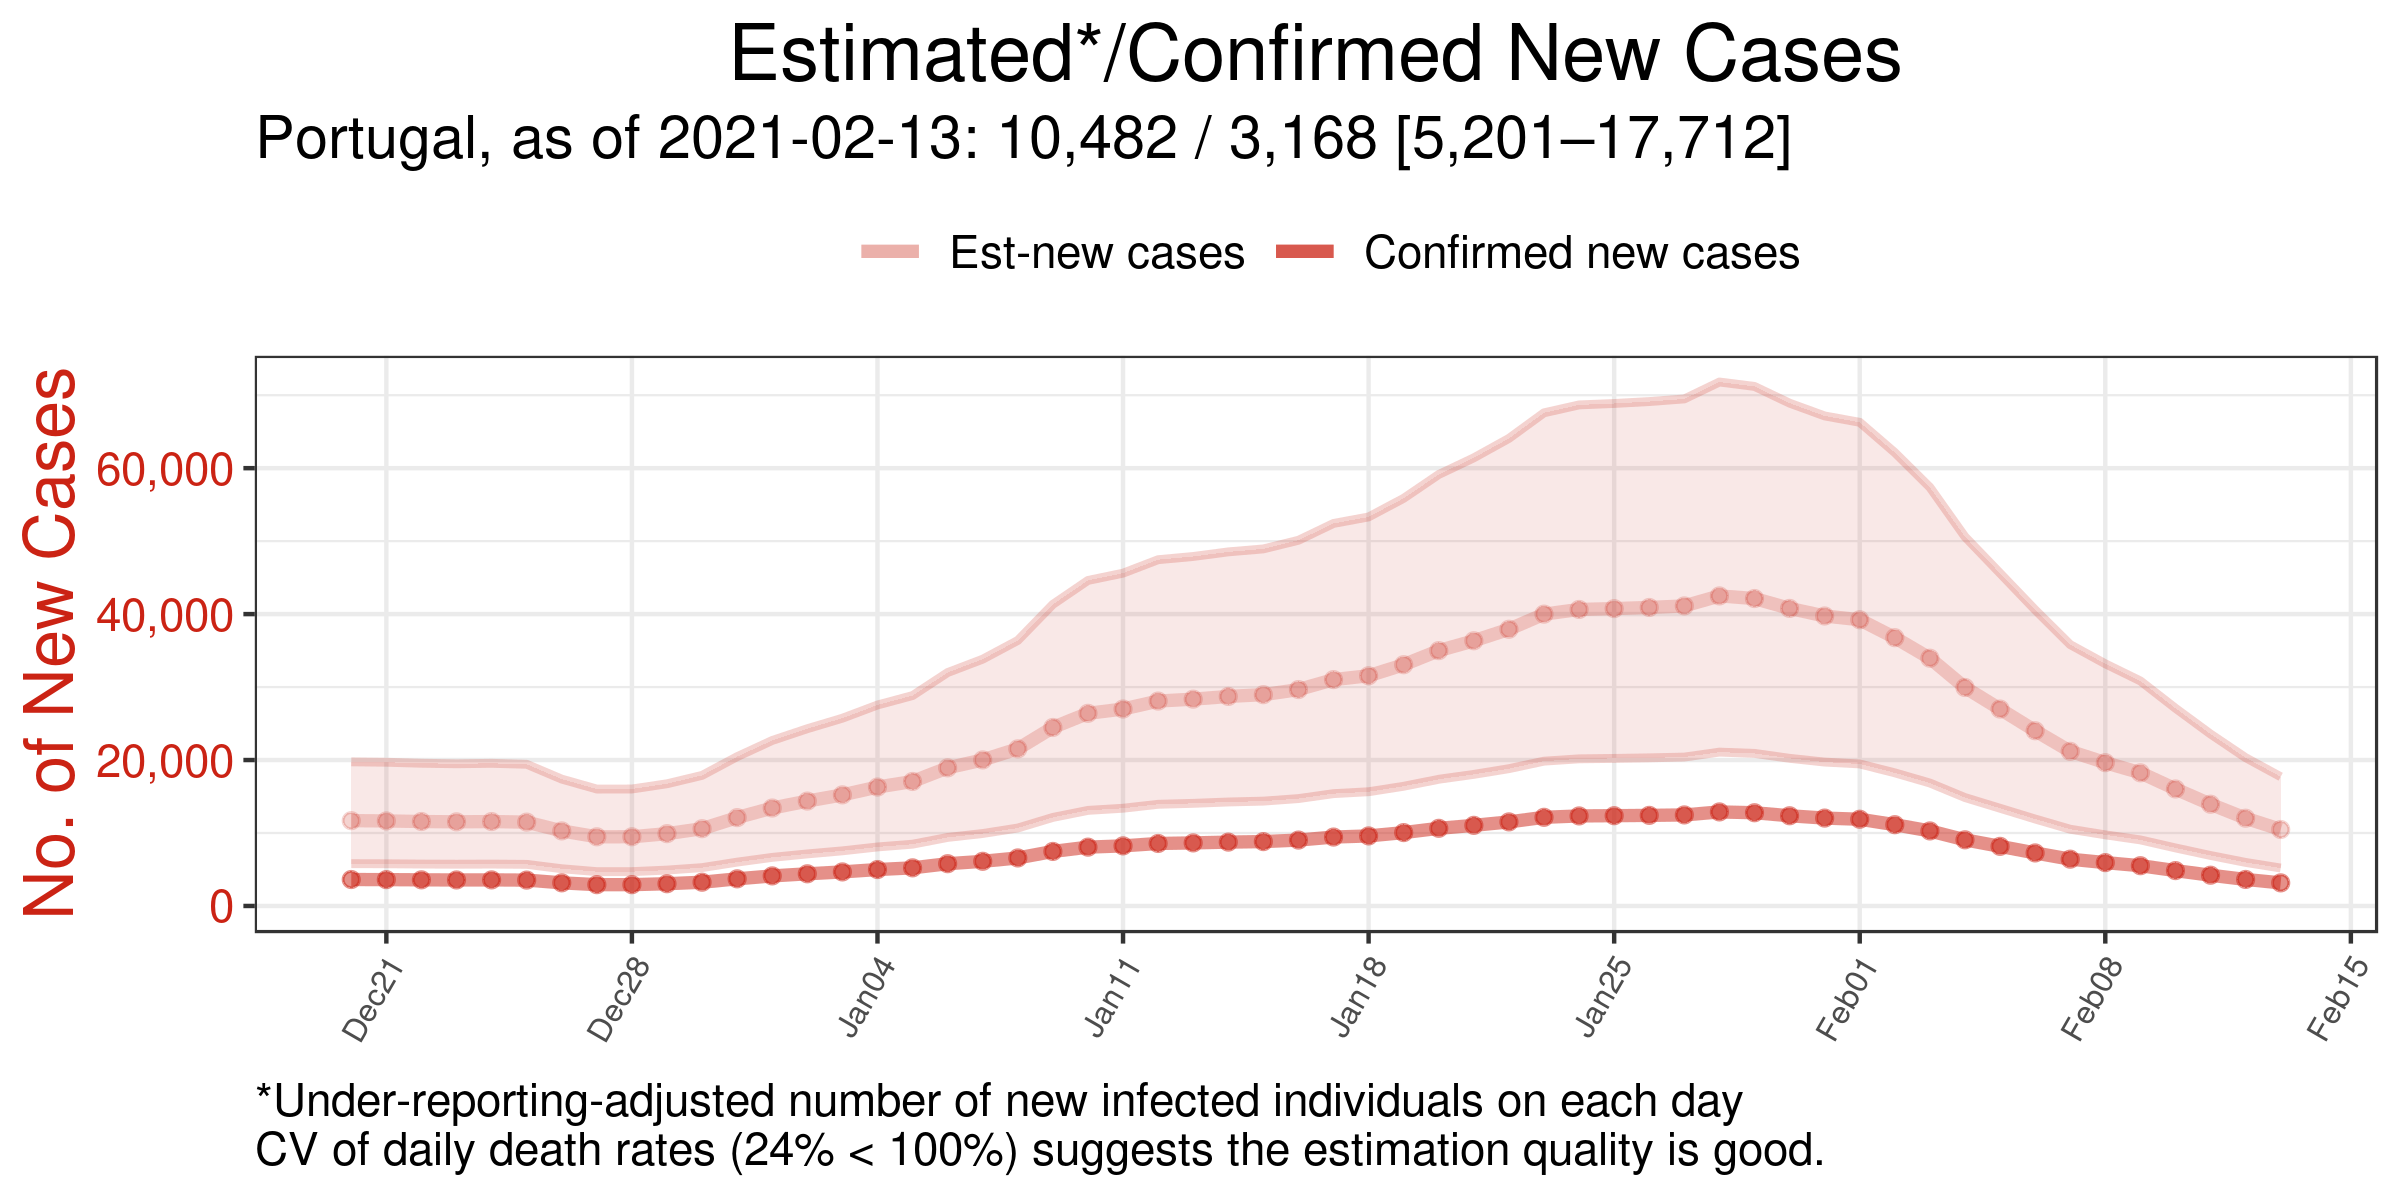 Estimated*/Confirmed New Cases
Portugal, as of 2021-02-13: 10,482 / 3,168 [5,201–17,712]
Est-new cases
Confirmed new cases
No. of New Cases
60,000
40,000
20,000
0
Dec21
Dec28
Jan04
Jan11
Jan18
Jan25
Feb01
Feb08
Feb15
*Under-reporting-adjusted number of new infected individuals on each day
CV of daily death rates (24% < 100%) suggests the estimation quality is good.